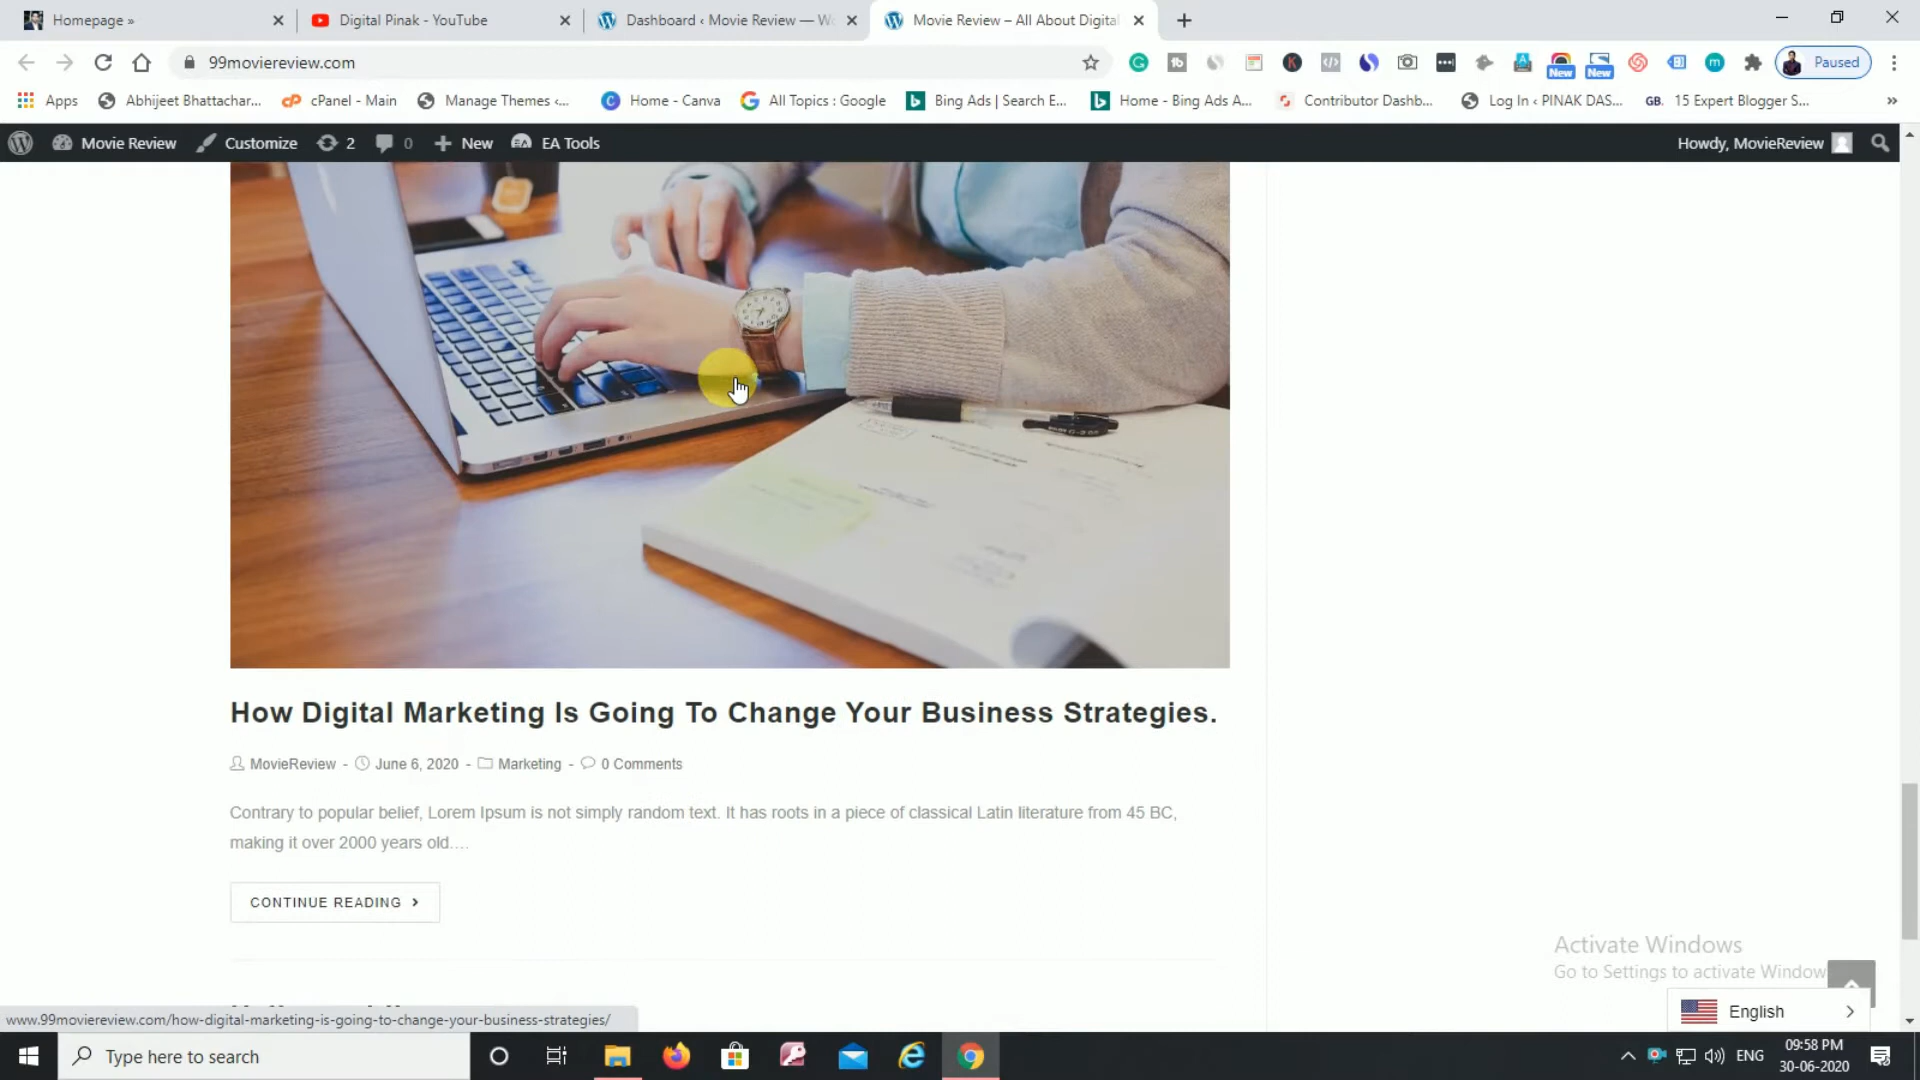 Homepage »
Digital Pinak - YouTube
Dashboard ‹ Movie Review — Wo
Movie Review – All About Digital
99moviereview.com
New
New
Paused
Apps
Abhijeet Bhattachar...
cPanel - Main
Manage Themes ‹...
Home - Canva
All Topics : Google
Bing Ads | Search E...
Home - Bing Ads A...
Contributor Dashb...
Log In ‹ PINAK DAS...
GB.
15 Expert Blogger S...
»
Movie Review
Customize
2
0
New
EA Tools
Howdy, MovieReview
How Digital Marketing Is Going To Change Your Business Strategies.
MovieReview - June 6, 2020 - Marketing - 0 Comments
Contrary to popular belief, Lorem Ipsum is not simply random text. It has roots in a piece of classical Latin literature from 45 BC,
making it over 2000 years old....
CONTINUE READING >
Activate Windows
Go to Settings to activate Window
www.99moviereview.com/how-digital-marketing-is-going-to-change-your-business-strategies/
English
Type here to search
ENG
09:58 PM
30-06-2020